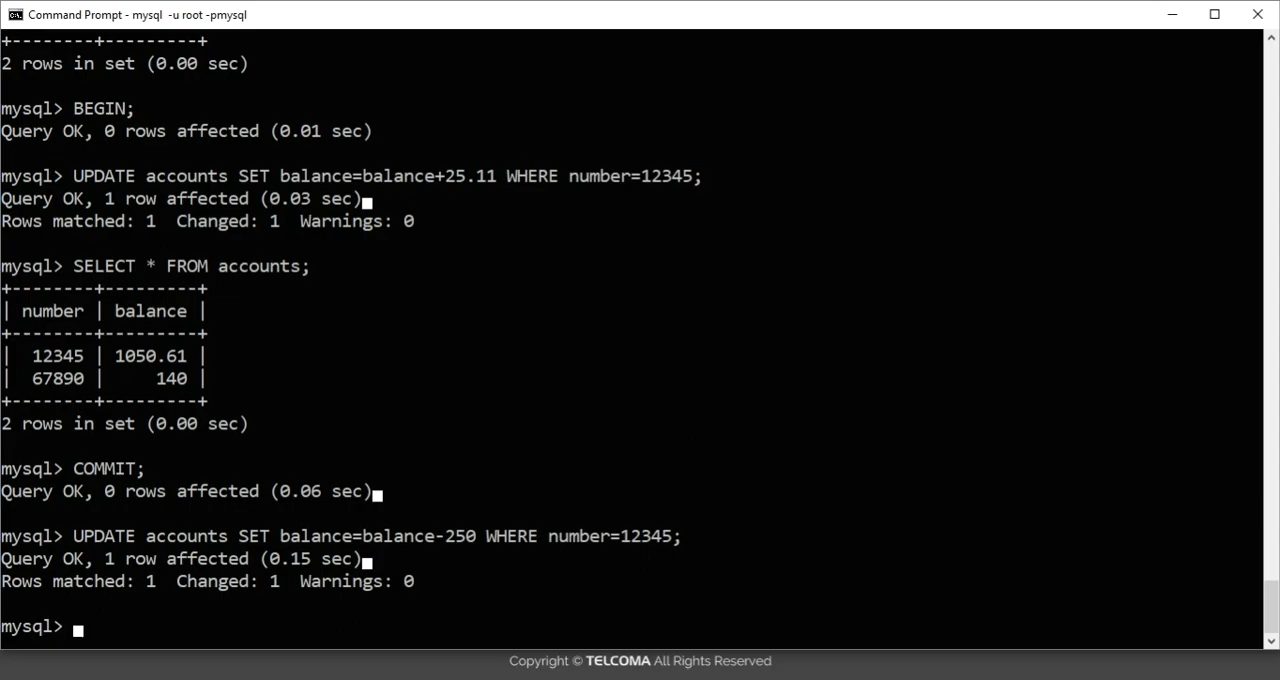 Command Prompt - mysql  -u root -pmysql
+--------+---------+
2 rows in set (0.00 sec)
mysql> BEGIN;
Query OK, 0 rows affected (0.01 sec)
mysql> UPDATE accounts SET balance=balance+25.11 WHERE number=12345;
Query OK, 1 row affected (0.03 sec)
Rows matched: 1  Changed: 1  Warnings: 0
mysql> SELECT * FROM accounts;
+--------+---------+
| number | balance |
+--------+---------+
|  12345 | 1050.61 |
|  67890 |     140 |
+--------+---------+
2 rows in set (0.00 sec)
mysql> COMMIT;
Query OK, 0 rows affected (0.06 sec)
mysql> UPDATE accounts SET balance=balance-250 WHERE number=12345;
Query OK, 1 row affected (0.15 sec)
Rows matched: 1  Changed: 1  Warnings: 0
mysql>
Copyright © TELCOMA All Rights Reserved